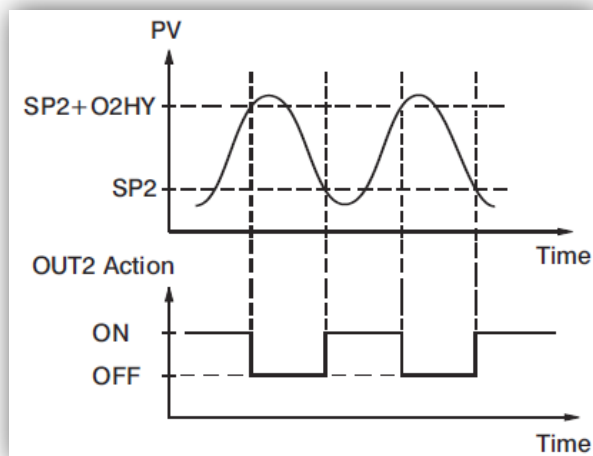 PV
SP2+O2HY
SP2
Time
OUT2 Action
ON
OFF
Time